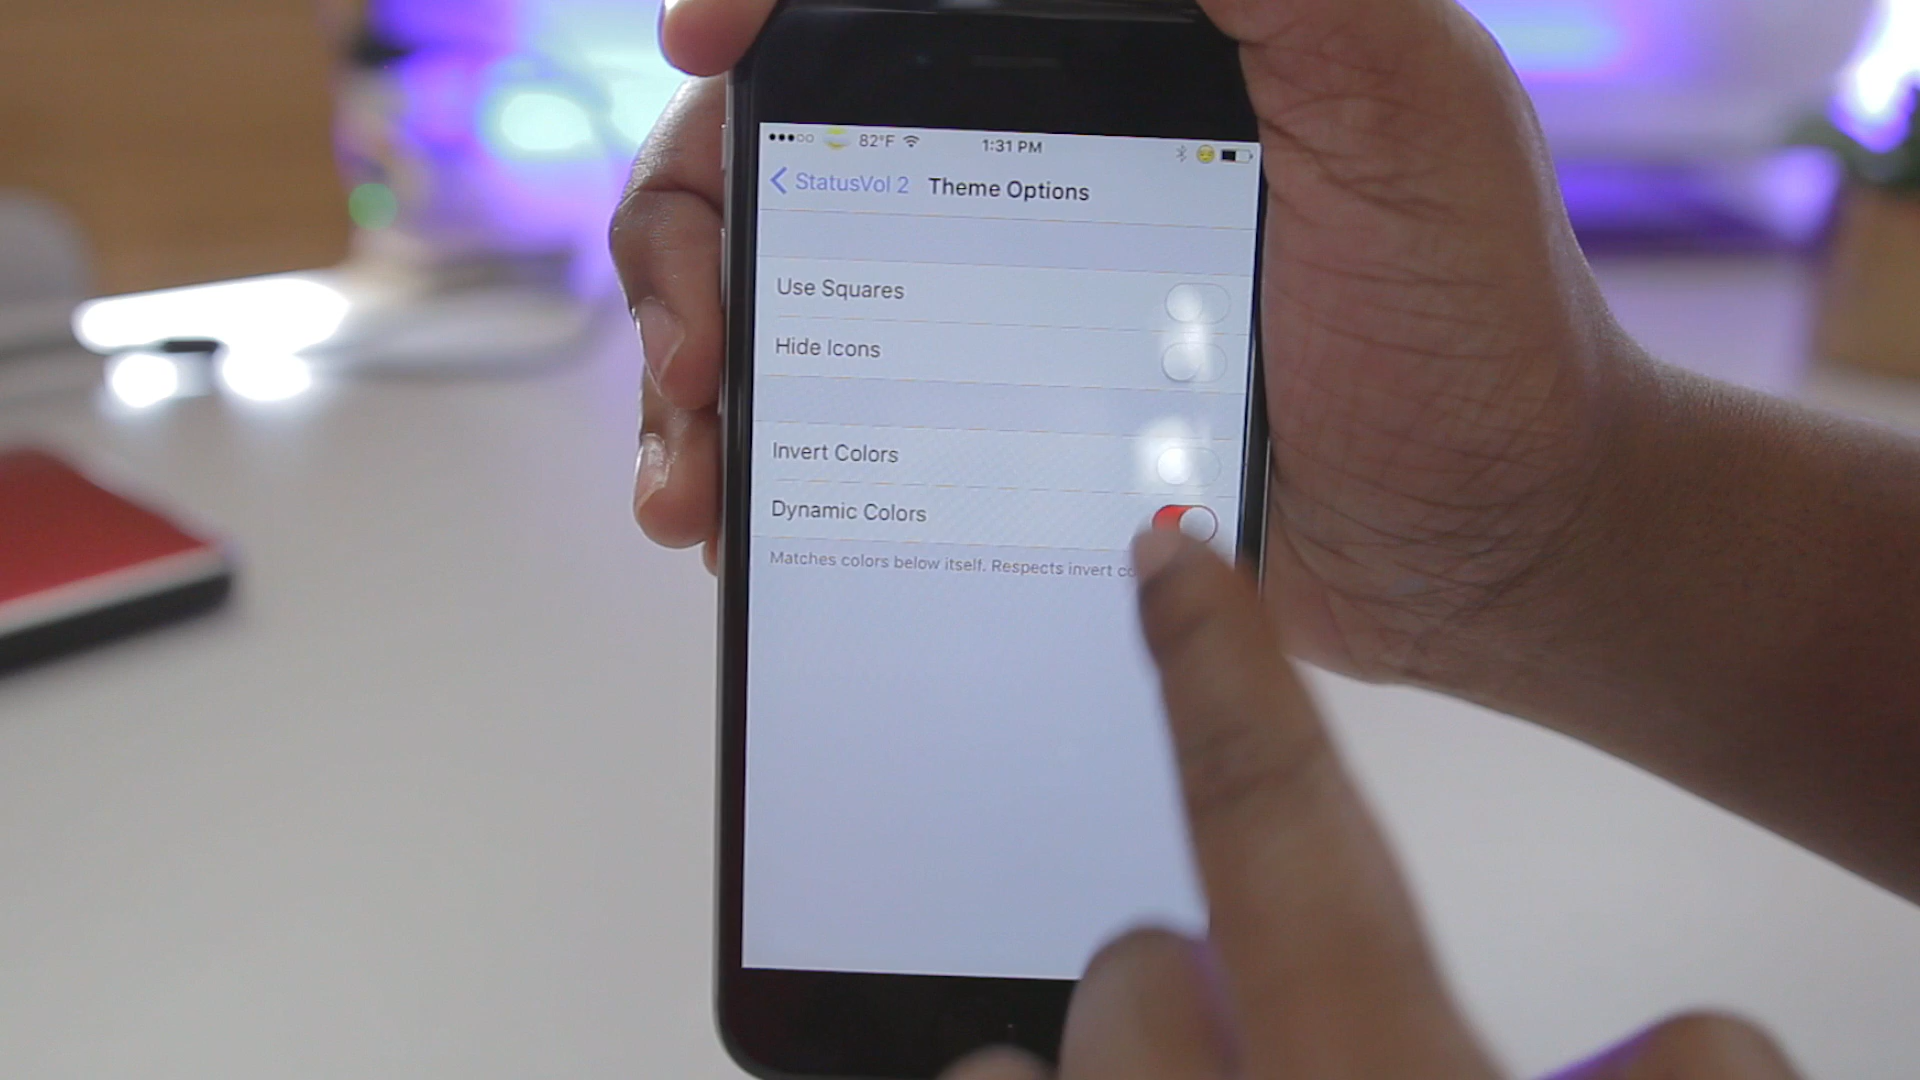 82°F 1:31 PM
StatusVol 2 Theme Options
Use Squares
Hide Icons
Invert Colors
Dynamic Colors
Matches colors below itself. Respects invert